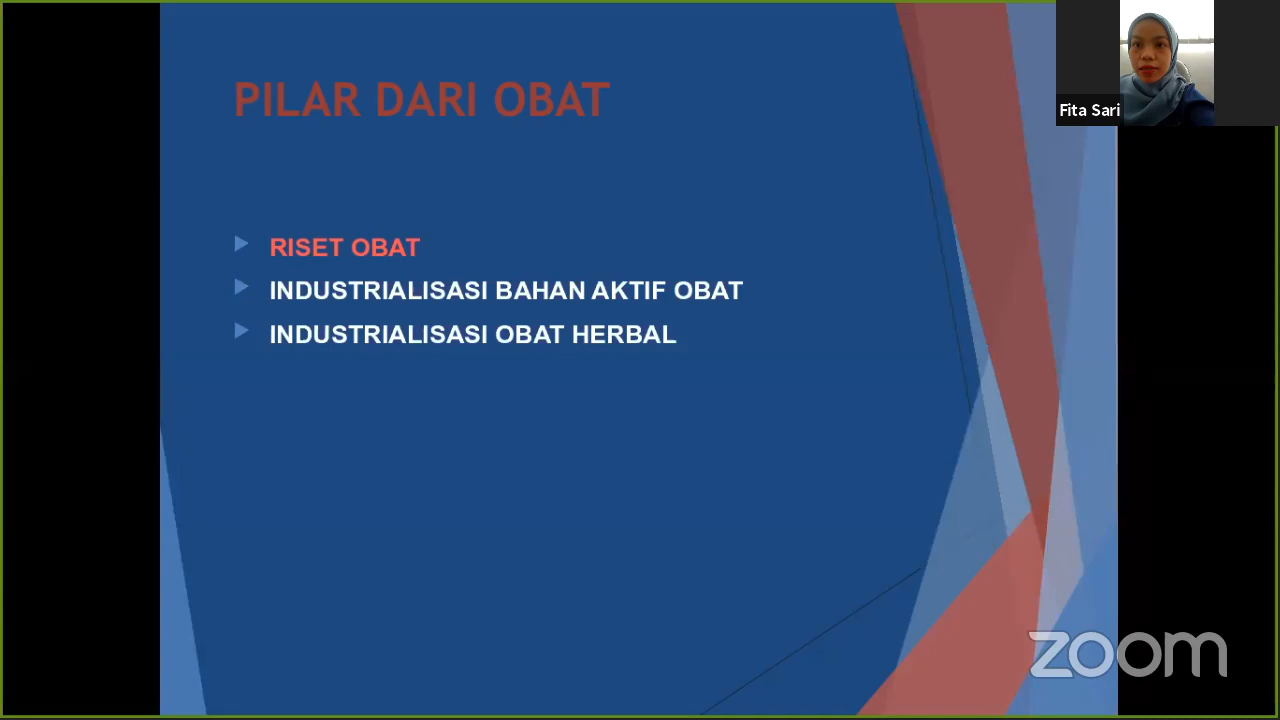 PILAR DARI OBAT
RISET OBAT
INDUSTRIALISASI BAHAN AKTIF OBAT
INDUSTRIALISASI OBAT HERBAL
Fita Sari
zoom